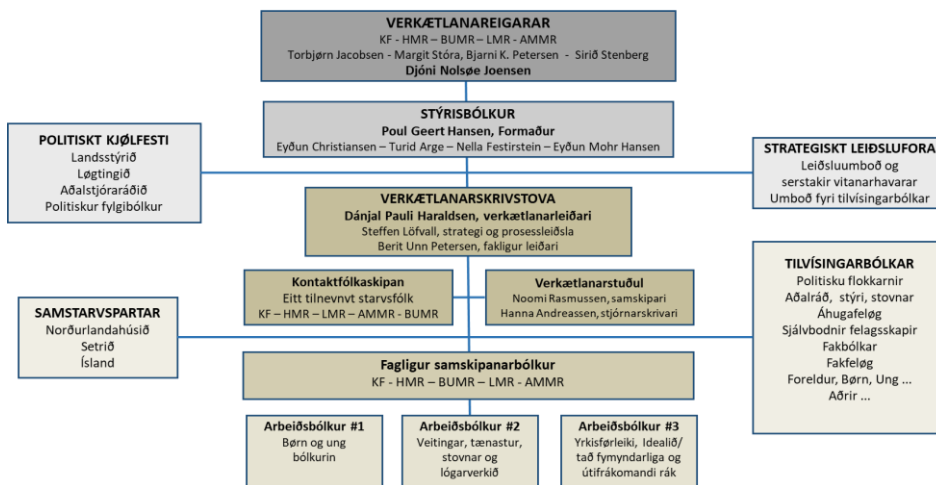 VERKÆTLANAREIGARAR
KF - HMR – BUMR – LMR - AMMR
Torbjørn Jacobsen - Margit Stóra, Bjarni K. Petersen - Sirið Stenberg
Djóni Nolsøe Joensen
STÝRISBÓLKUR
Poul Geert Hansen, Formaður
Eyðun Christiansen – Turid Arge – Nella Festirstein – Eyðun Mohr Hansen
POLITISKT KJØLFESTI
Landsstýrið
Løgtingið
Aðalstjóraráðið
Politiskur fylgibólkur
STRATEGISKT LEIÐSLUFORA
Leiðsluumboð og
serstakir vitanarhavarar
Umboð fyri tilvísingarbólkar
VERKÆTLANARSKRIVSTOVA
Dánjal Pauli Haraldsen, verkætlanarleiðari
Steffen Löfvall, strategi og prosessleiðsla
Berit Unn Petersen, fakligur leiðari
Kontaktfólkaskipan
Eitt tilnevnvt starvsfólk
KF – HMR – LMR – AMMR - BUMR
Verkætlanarstuðul
Noomi Rasmussen, samskipari
Hanna Andreassen, stjórnarskrivari
SAMSTARVSPARTAR
Norðurlandahúsið
Setrið
Ísland
TILVÍSINGARBÓLKAR
Politisku flokkarnir
Aðalráð, stýri, stovnar
Áhugafeløg
Sjálvbodnir felagsskapir
Fakbólkar
Fakfeløg
Foreldur, Børn, Ung ...
Aðrir ...
Fagligur samskipanarbólkur
KF - HMR – BUMR – LMR - AMMR
Arbeiðsbólkur #1
Børn og ung
bólkurin
Arbeiðsbólkur #2
Veitingar, tænastur,
stovnar og
lógarverkið
Arbeiðsbólkur #3
Yrkisførleiki, Idealið/
tað fymyndarliga og
útifrákomandi rák